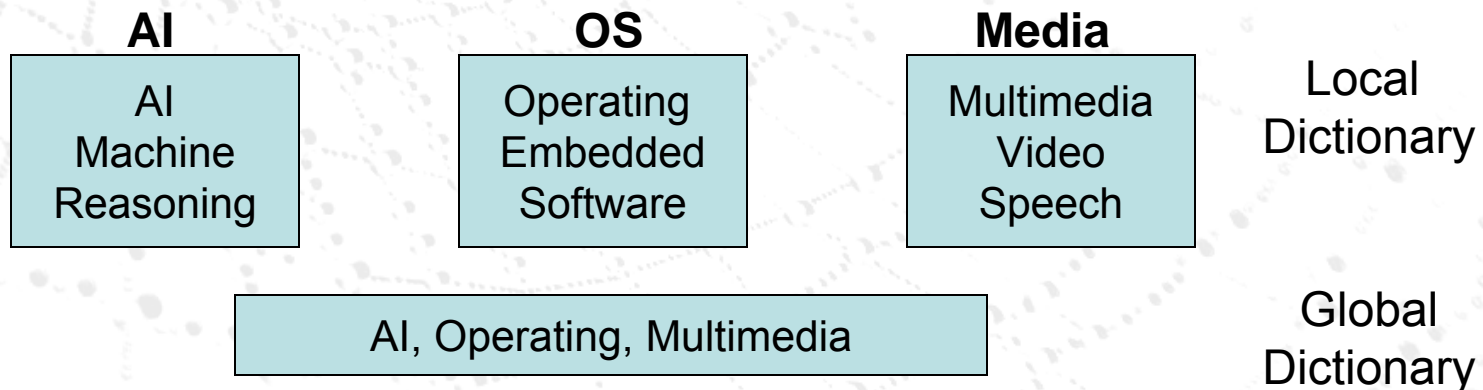 AI
AI
Machine
Reasoning
OS
Operating
Embedded
Software
Media
Multimedia
Video
Speech
Local
Dictionary
AI, Operating, Multimedia
Global
Dictionary